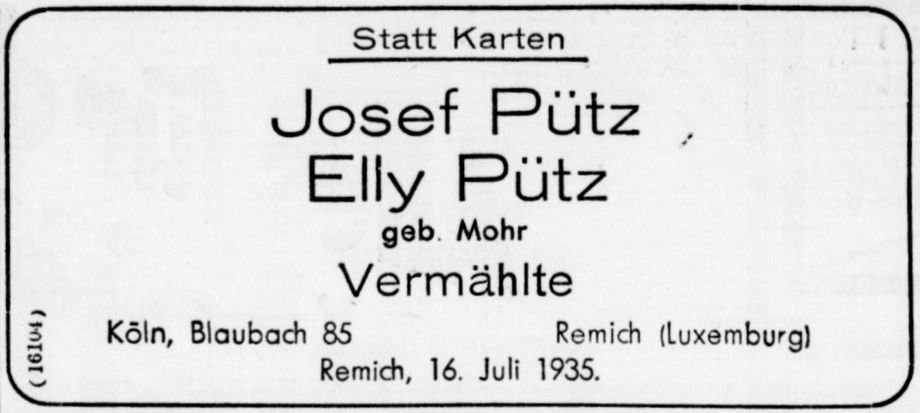 Statt Karten
Josef Pütz
Elly Pütz
geb. Mohr
Vermählte
Köln, Blaubach 85 Remich (Luxemburg)
Remich, 16. Juli 1935.
(16104)